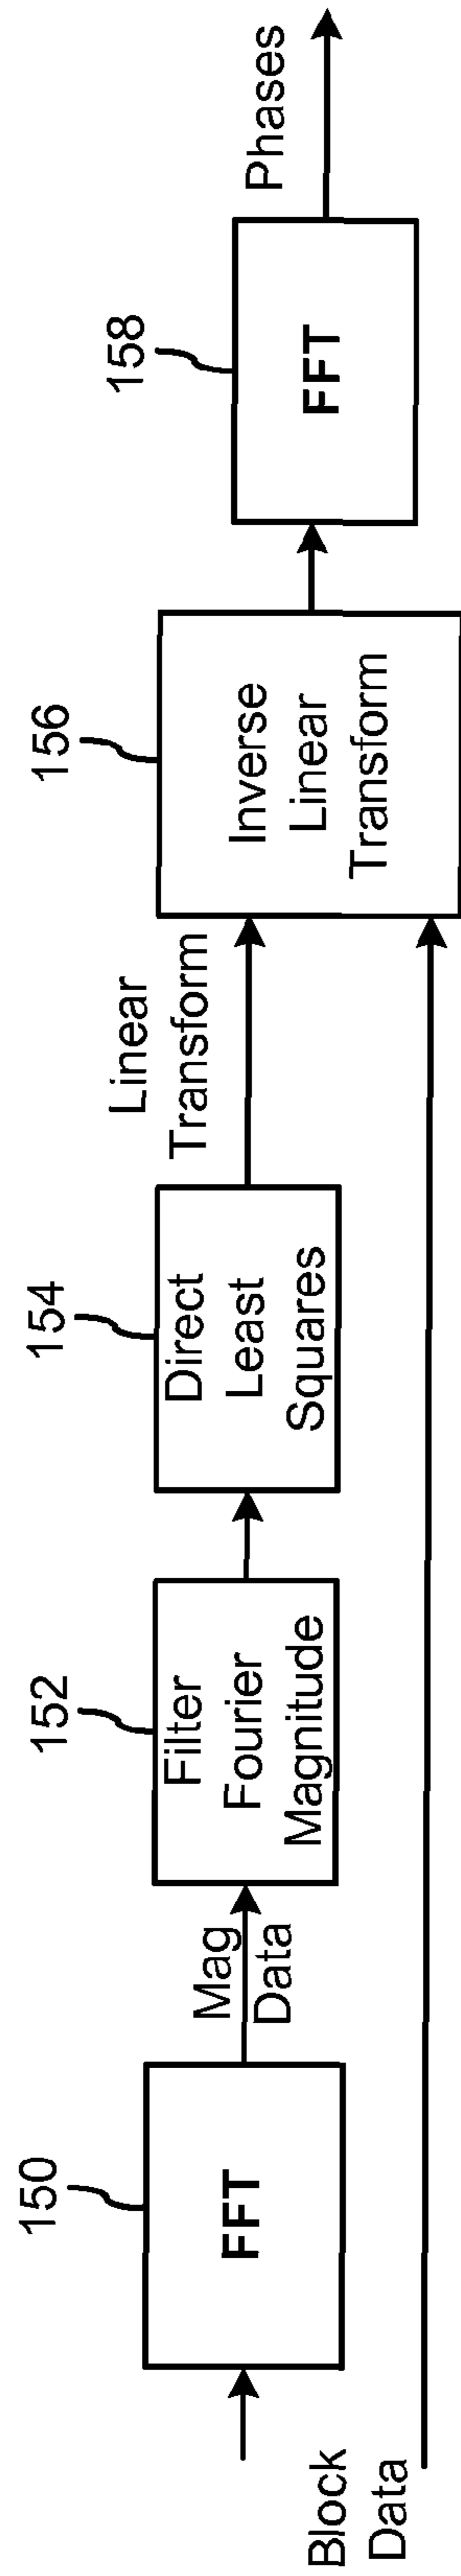 Block
Data
150
FFT
Mag
Data
152
Filter
Fourier
Magnitude
154
Direct
Least
Squares
Linear
Transform
156
Inverse
Linear
Transform
158
FFT
Phases